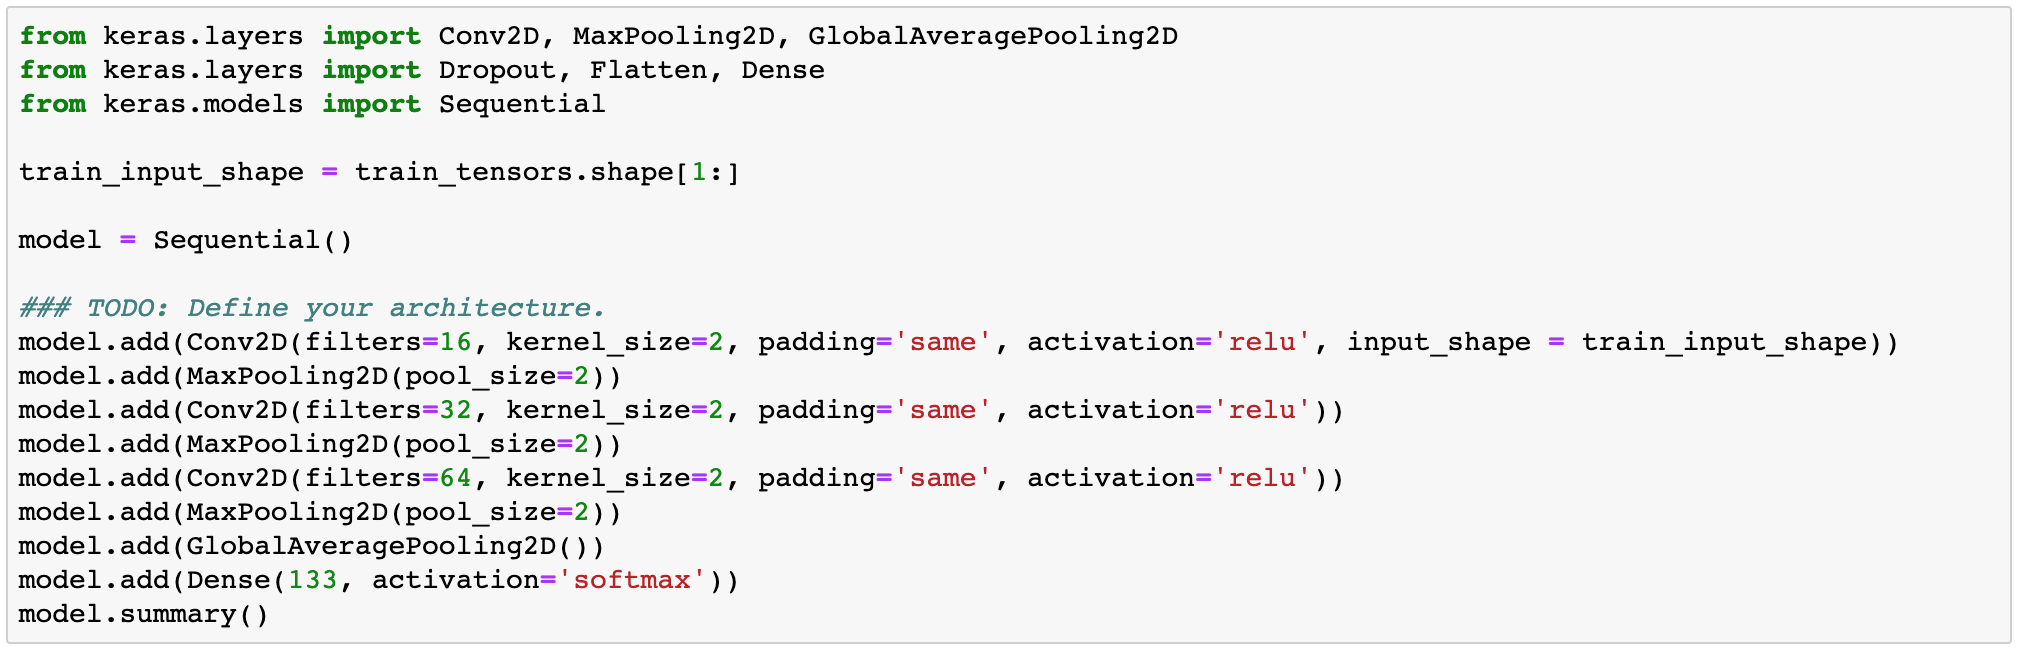 from keras.layers import Conv2D, MaxPooling2D, GlobalAveragePooling2D
from keras.layers import Dropout, Flatten, Dense
from keras.models import Sequential
train_input_shape = train_tensors.shape[1:]
model = Sequential()
### TODO: Define your architecture.
model.add(Conv2D(filters=16, kernel_size=2, padding='same', activation='relu', input_shape = train_input_shape))
model.add(MaxPooling2D(pool_size=2))
model.add(Conv2D(filters=32, kernel_size=2, padding='same', activation='relu'))
model.add(MaxPooling2D(pool_size=2))
model.add(Conv2D(filters=64, kernel_size=2, padding='same', activation='relu'))
model.add(MaxPooling2D(pool_size=2))
model.add(GlobalAveragePooling2D())
model.add(Dense(133, activation='softmax'))
model.summary()